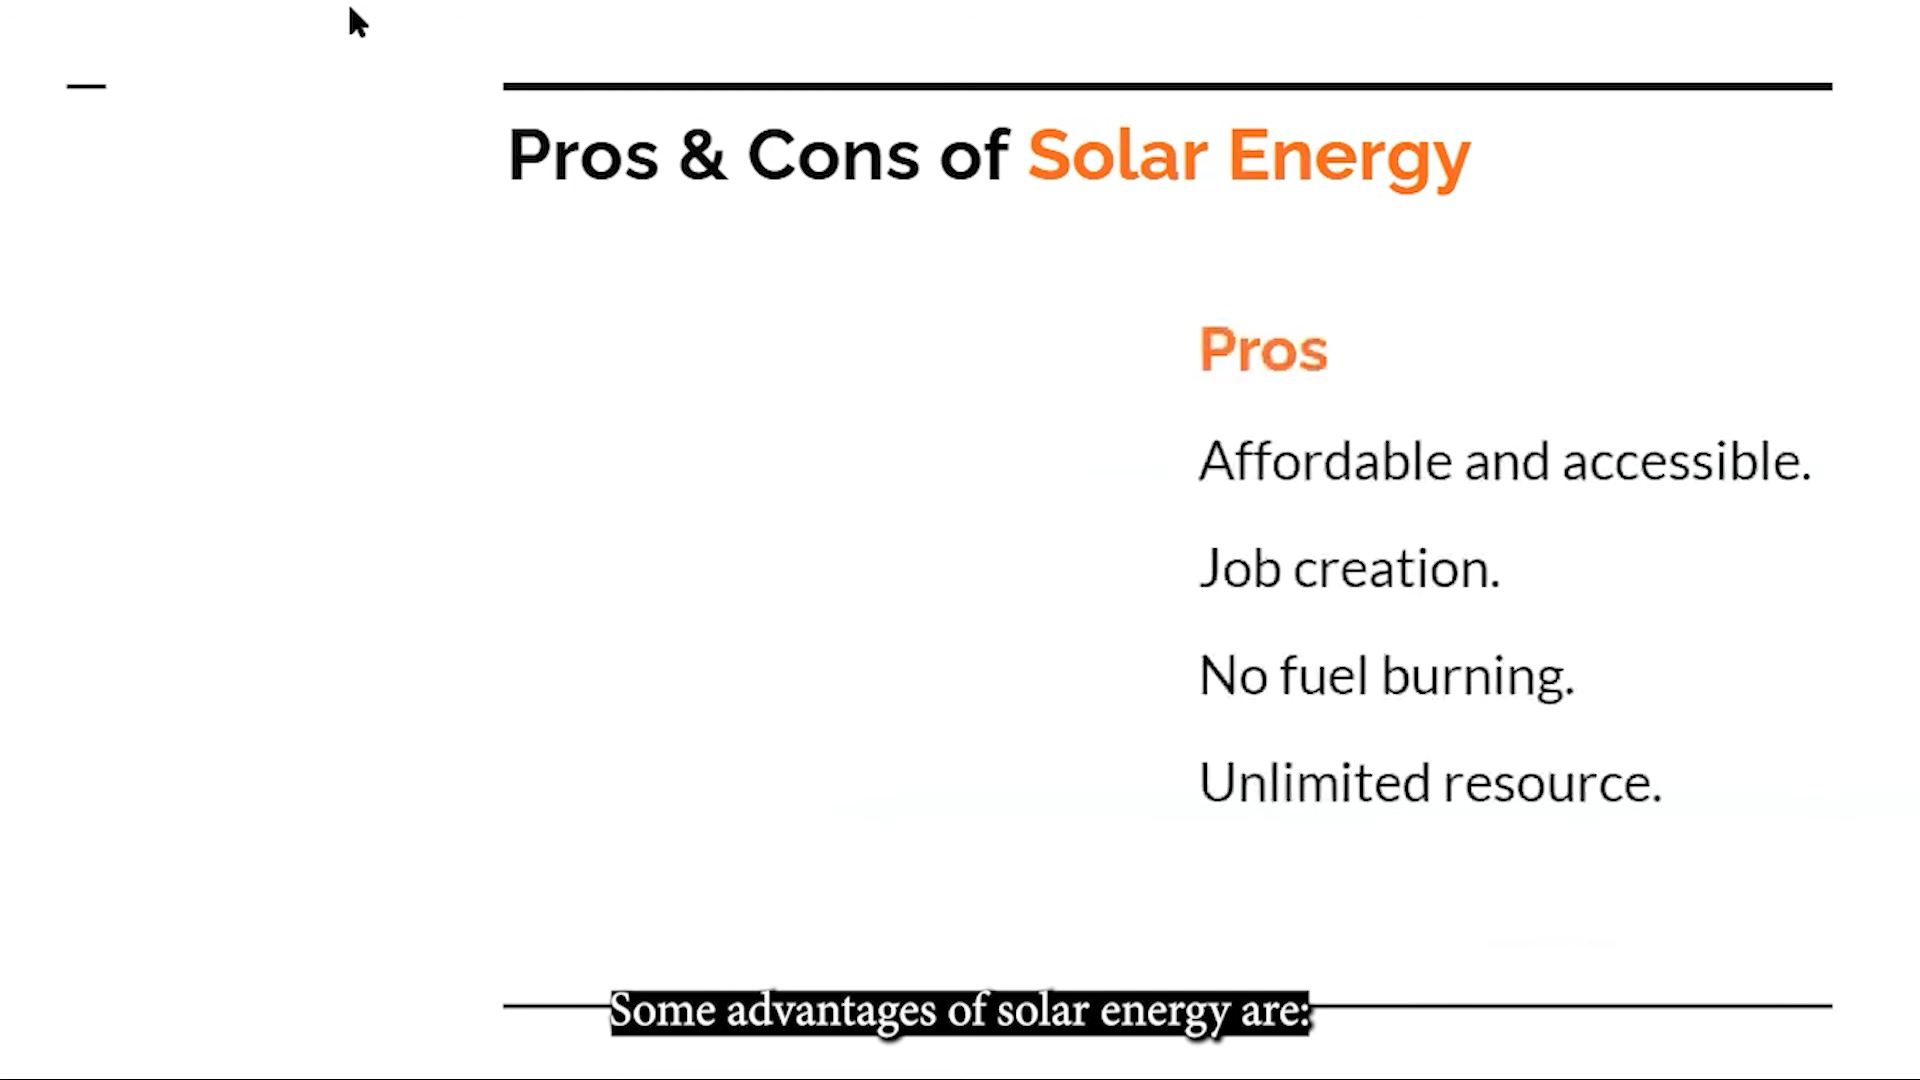 Pros & Cons of Solar Energy
Pros
Affordable and accessible.
Job creation.
No fuel burning.
Unlimited resource.
Some advantages of solar energy are: